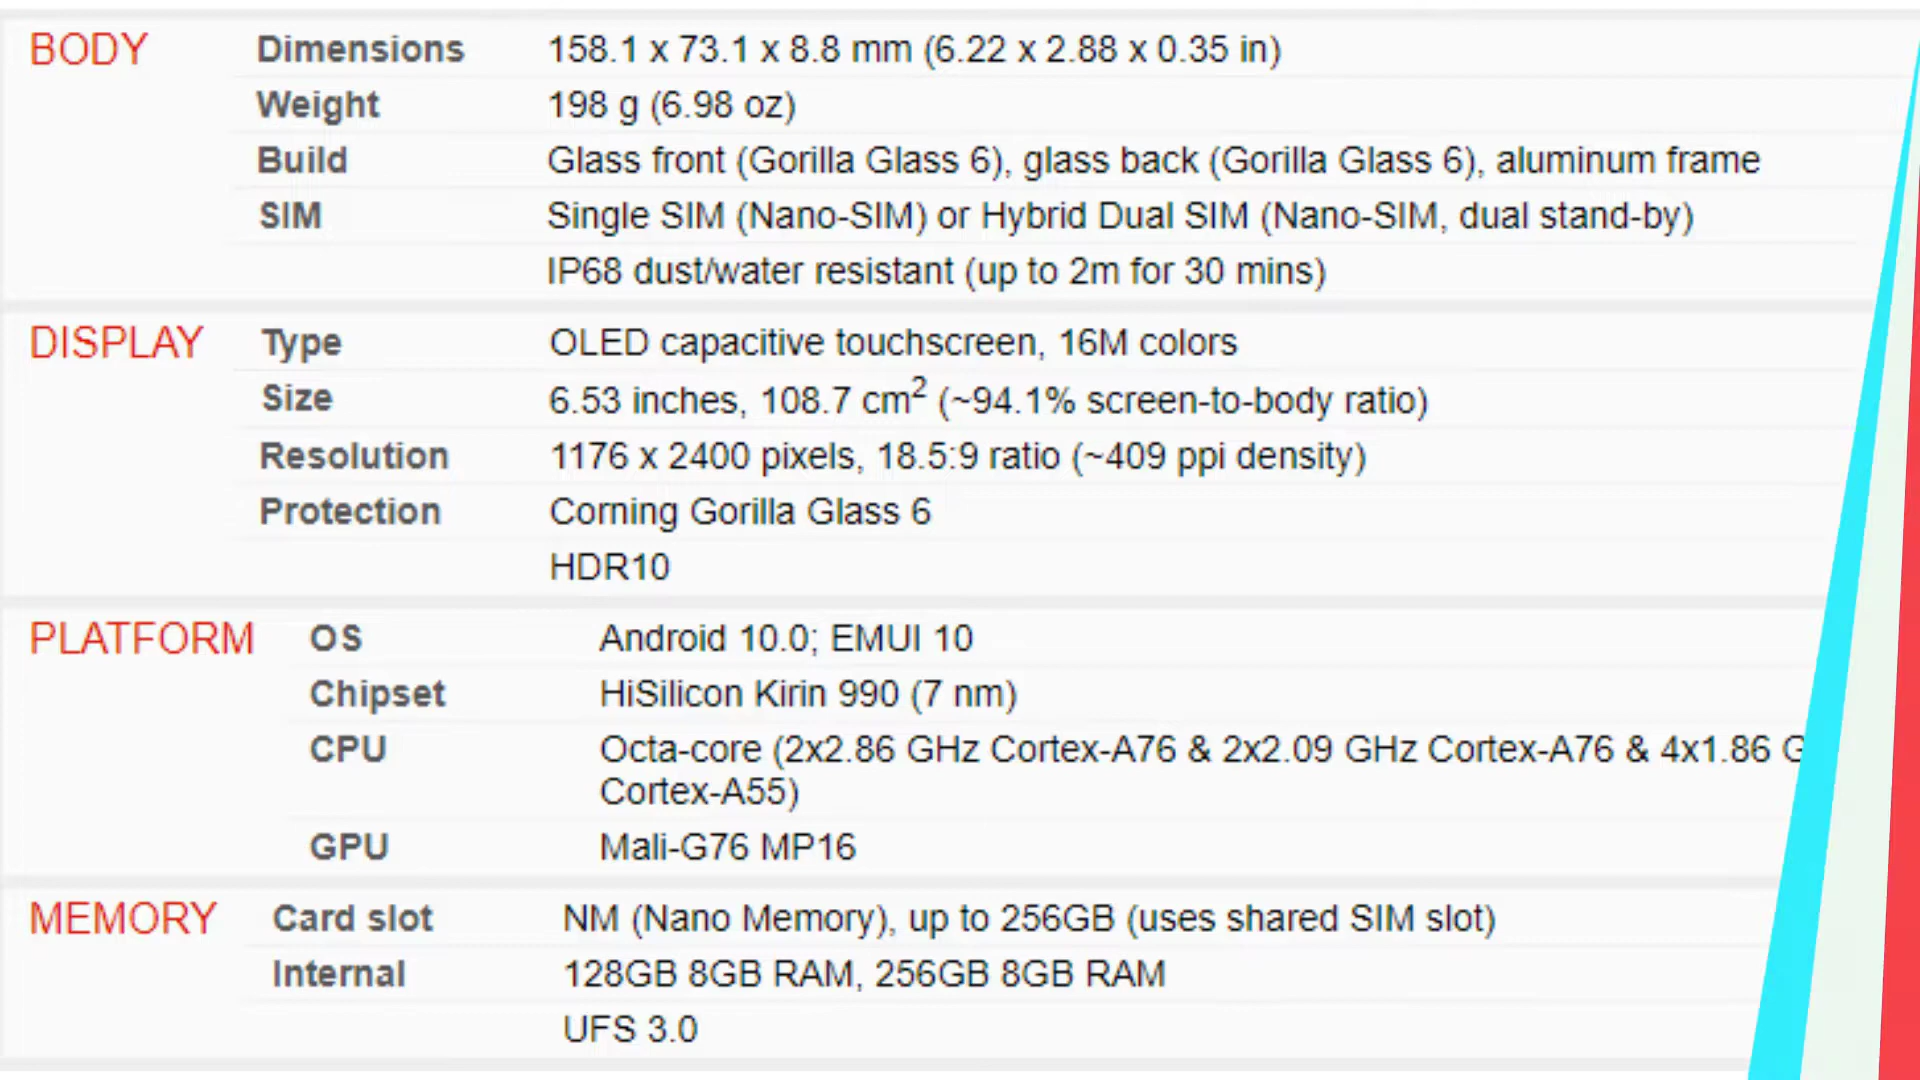 BODY Dimensions 158.1 x 73.1 x 8.8 mm (6.22 x 2.88 x 0.35 in)
Weight 198 g (6.98 oz)
Build Glass front (Gorilla Glass 6), glass back (Gorilla Glass 6), aluminum frame
SIM Single SIM (Nano-SIM) or Hybrid Dual SIM (Nano-SIM, dual stand-by)
IP68 dust/water resistant (up to 2m for 30 mins)
DISPLAY Type OLED capacitive touchscreen, 16M colors
Size 6.53 inches, 108.7 cm² (~94.1% screen-to-body ratio)
Resolution 1176 x 2400 pixels, 18.5:9 ratio (~409 ppi density)
Protection Corning Gorilla Glass 6
HDR10
PLATFORM OS Android 10.0; EMUI 10
Chipset HiSilicon Kirin 990 (7 nm)
CPU Octa-core (2x2.86 GHz Cortex-A76 & 2x2.09 GHz Cortex-A76 & 4x1.86 G
Cortex-A55)
GPU Mali-G76 MP16
MEMORY Card slot NM (Nano Memory), up to 256GB (uses shared SIM slot)
Internal 128GB 8GB RAM, 256GB 8GB RAM
UFS 3.0